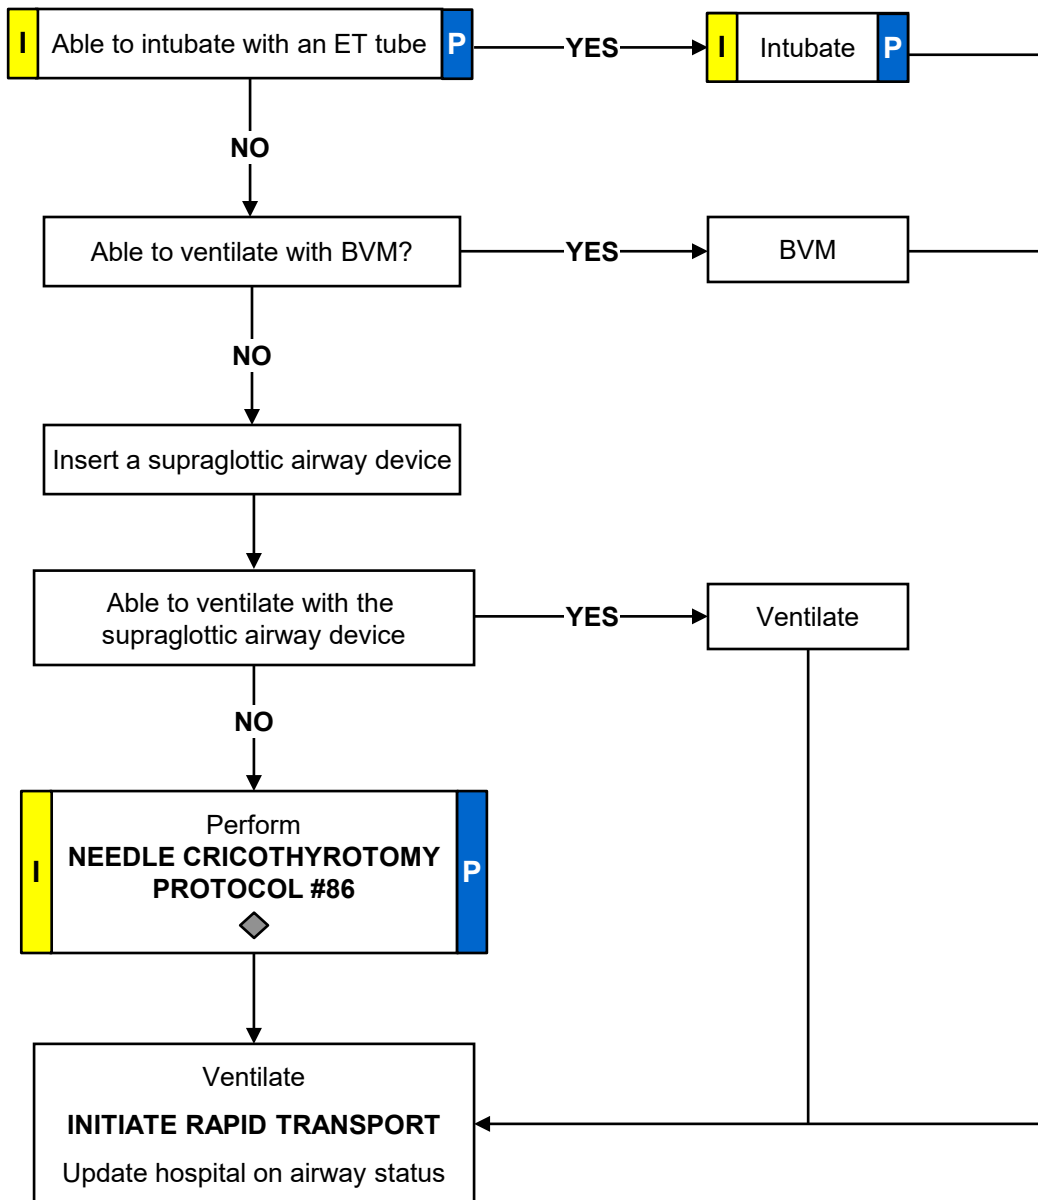 I Able to intubate with an ET tube P YES I Intubate P
NO
Able to ventilate with BVM? YES BVM
NO
Insert a supraglottic airway device
Able to ventilate with the
supraglottic airway device
YES
Ventilate
NO
I
Perform
NEEDLE CRICOTHYROTOMY
PROTOCOL #86
P
Ventilate
INITIATE RAPID TRANSPORT
Update hospital on airway status